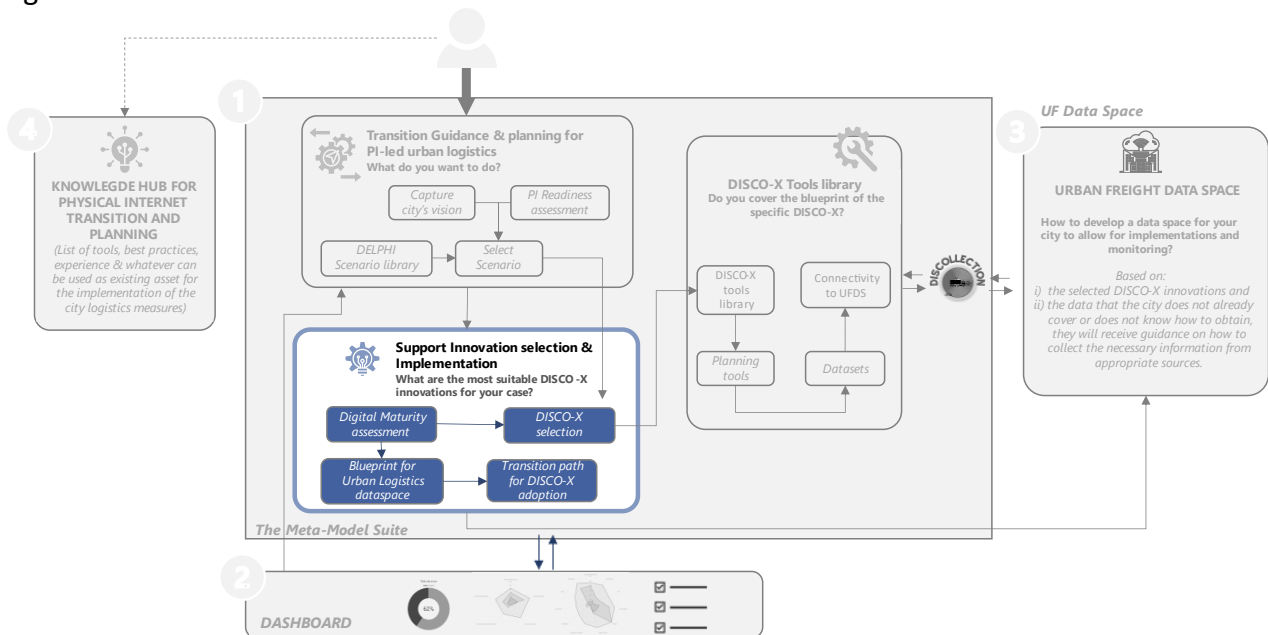 1
UF Data Space
4
3
Transition Guidance & planning for
PI-led urban logistics
What do you want to do?
Capture
city's vision
PI Readiness
assessment
DELPHI
Scenario library
Select
Scenario
KNOWLEGDE HUB FOR
PHYSICAL INTERNET
TRANSITION AND
PLANNING
(List of tools, best practices,
experience & whatever can
be used as existing asset for
the implementation of the
city logistics measures)
DISCO-X Tools library
Do you cover the blueprint of the
specific DISCO-X?
DISCO-X
tools
library
Connectivity
to UFDS
Planning
tools
Datasets
DISCOLLECTION
URBAN FREIGHT DATA SPACE
How to develop a data space for your
city to allow for implementations and
monitoring?
Based on:
i) the selected DISCO-X innovations and
ii) the data that the city does not already
cover or does not know how to obtain,
they will receive guidance on how to
collect the necessary information from
appropriate sources.
Support Innovation selection &
Implementation
What are the most suitable DISCO -X
innovations for your case?
Digital Maturity
assessment
DISCO-X
selection
Blueprint for
Urban Logistics
dataspace
Transition path
for DISCO-X
adoption
The Meta-Model Suite
2
62%
DASHBOARD